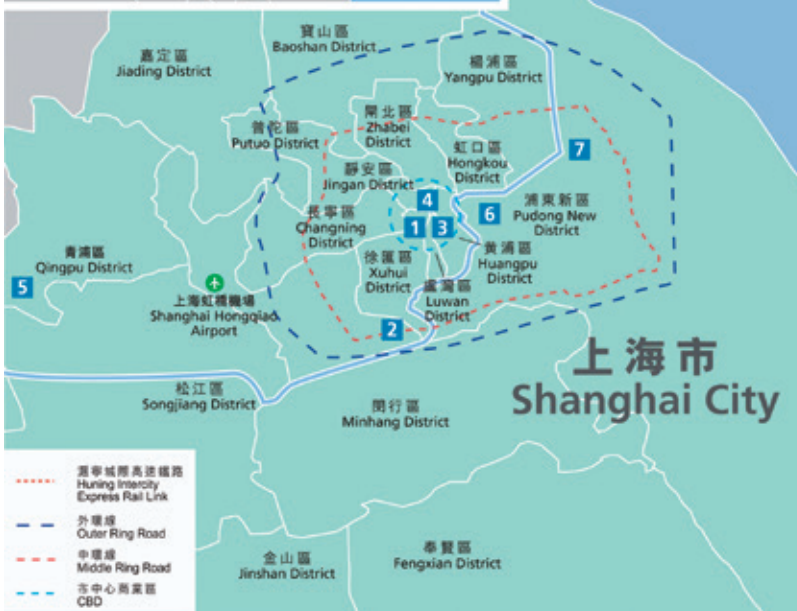 寶山區
Baoshan District
嘉定區
Jiading District
楊浦區
Yangpu District
閘北區
Zhabei
District
普陀區
Putuo District
虹口區
Hongkou
District
7
靜安區
Jingan District
4
浦東新區
Pudong New
District
6
長寧區
Changning
District
1
3
黃浦區
Huangpu
District
青浦區
Qingpu District
徐匯區
Xuhui
District
盧灣區
Luwan
District
5
上海虹橋機場
Shanghai Hongqiao
Airport
2
上海市
Shanghai City
松江區
Songjiang District
閔行區
Minhang District
滬寧城際高速鐵路
Huning Intercity
Express Rail Link
外環線
Outer Ring Road
中環線
Middle Ring Road
市中心商業區
CBD
金山區
Jinshan District
奉賢區
Fengxian District